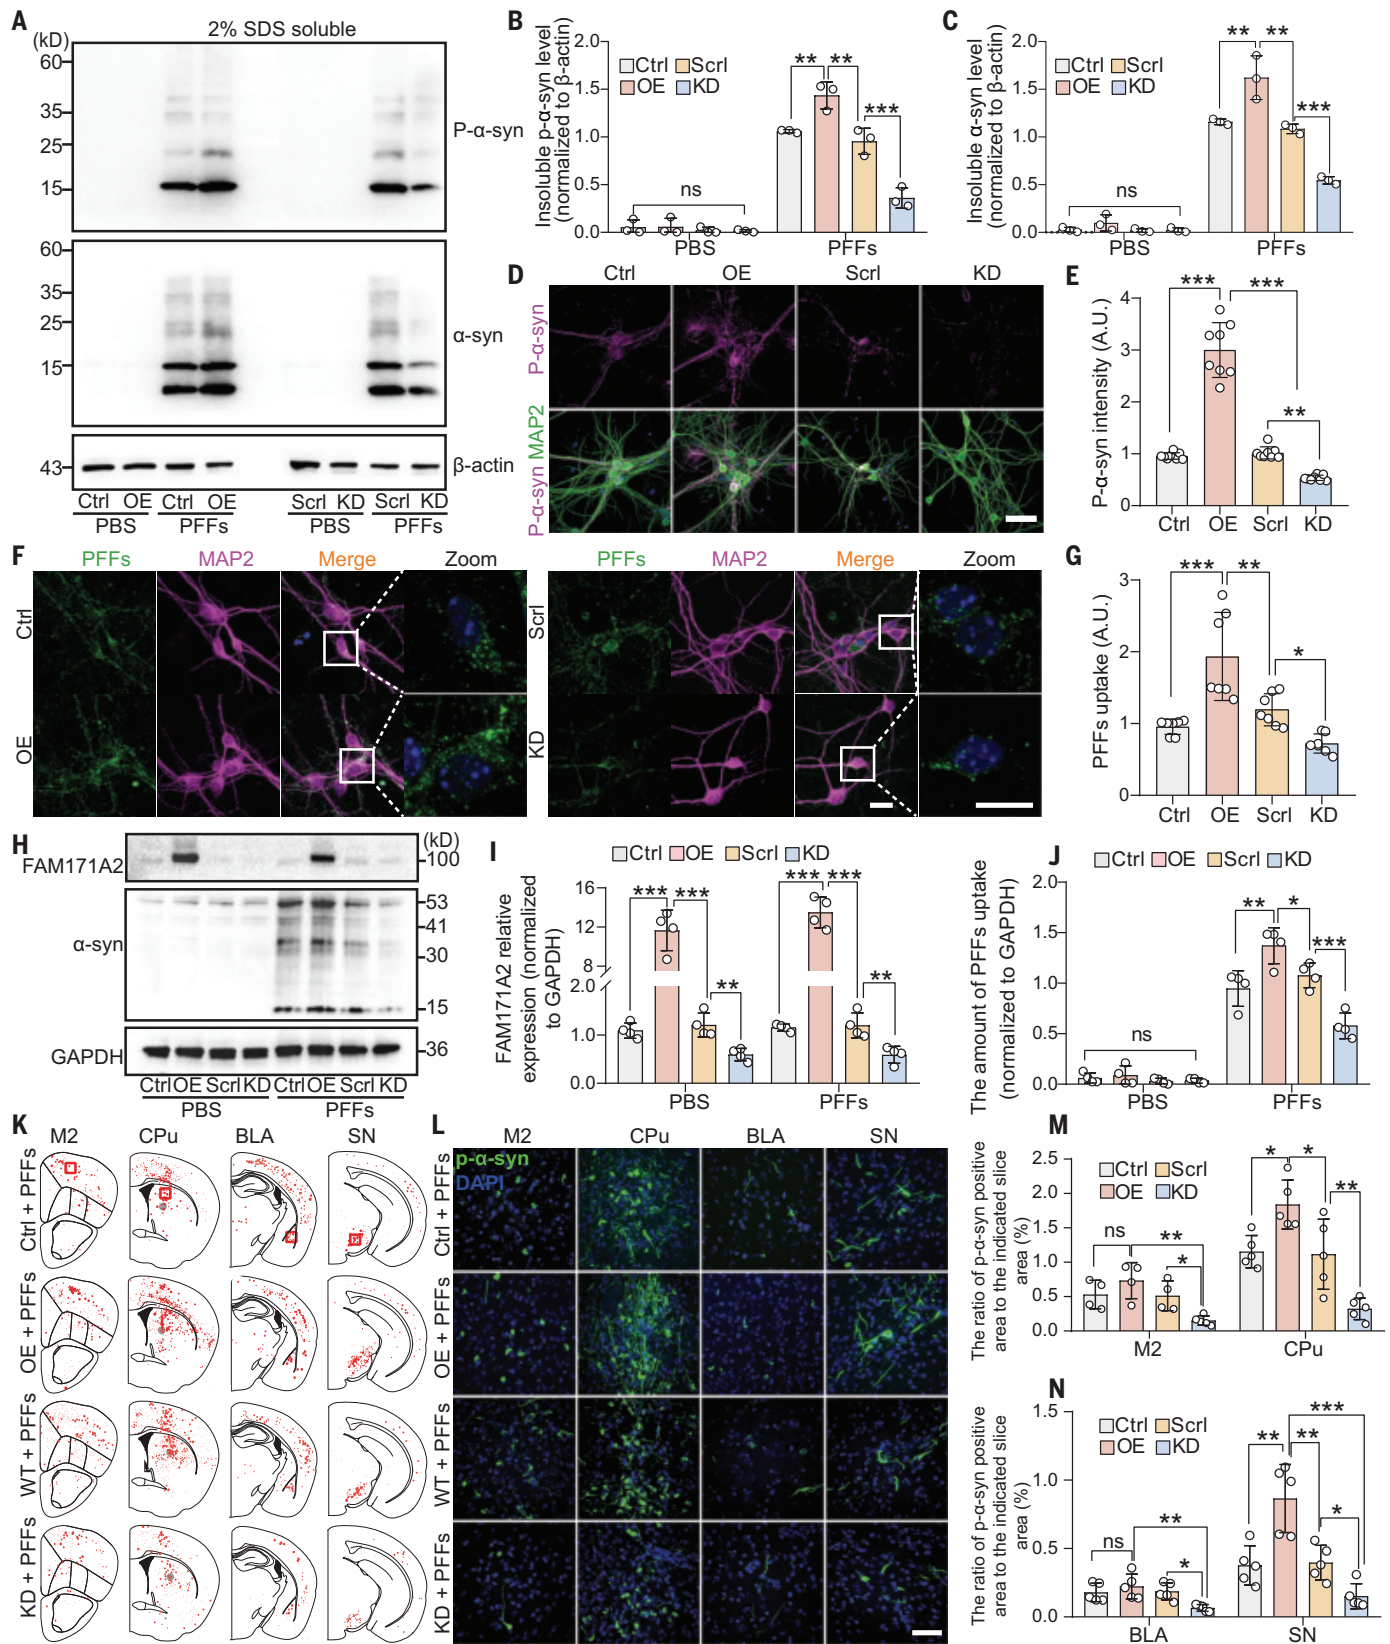 A
2% SDS soluble
(kD)
60
35
25
15
P-α-syn
60
35
25
15
α-syn
43
β-actin
Ctrl OE Ctrl OE Scrl KD Scrl KD
PBS PFFs PBS PFFs
B
Insoluble p-α-syn level
(normalized to β-actin)
2.0
1.5
1.0
0.5
0.0
Ctrl Scrl
OE KD
ns
** **
***
PBS PFFs
C
Insoluble α-syn level
(normalized to β-actin)
2.0
1.5
1.0
0.5
0.0
Ctrl Scrl
OE KD
ns
** **
***
PBS PFFs
D
Ctrl OE Scrl KD
P-α-syn
P-α-syn MAP2
E
P-α-syn intensity (A.U.)
4
3
2
1
0
*** ***
**
Ctrl OE Scrl KD
F
PFFs MAP2 Merge Zoom PFFs MAP2 Merge Zoom
Ctrl
OE
Scrl
KD
G
PFFs uptake (A.U.)
3
2
1
0
*** **
*
Ctrl OE Scrl KD
H
(kD)
FAM171A2
100
α-syn
53
41
30
15
GAPDH
36
Ctrl OE Scrl KD Ctrl OE Scrl KD
PBS PFFs
I
Ctrl OE Scrl KD
FAM171A2 relative
expression (normalized
to GAPDH)
16
12
8
2.0
1.0
0.0
*** ***
**
*** ***
**
PBS PFFs
J
Ctrl OE Scrl KD
The amount of PFFs uptake
(normalized to GAPDH)
2.0
1.5
1.0
0.5
0.0
ns
** *
***
PBS PFFs
K
M2 CPu BLA SN
Ctrl + PFFs
OE + PFFs
WT + PFFs
KD + PFFs
L
M2 CPu BLA SN
p-α-syn
DAPI
Ctrl + PFFs
OE + PFFs
WT + PFFs
KD + PFFs
M
The ratio of p-α-syn positive
area to the indicated slice
area (%)
2.5
2.0
1.5
1.0
0.5
0.0
Ctrl Scrl
OE KD
ns **
*
* *
**
M2 CPu
N
The ratio of p-α-syn positive
area to the indicated slice
area (%)
1.5
1.0
0.5
0.0
Ctrl Scrl
OE KD
ns **
*
***
** **
*
BLA SN